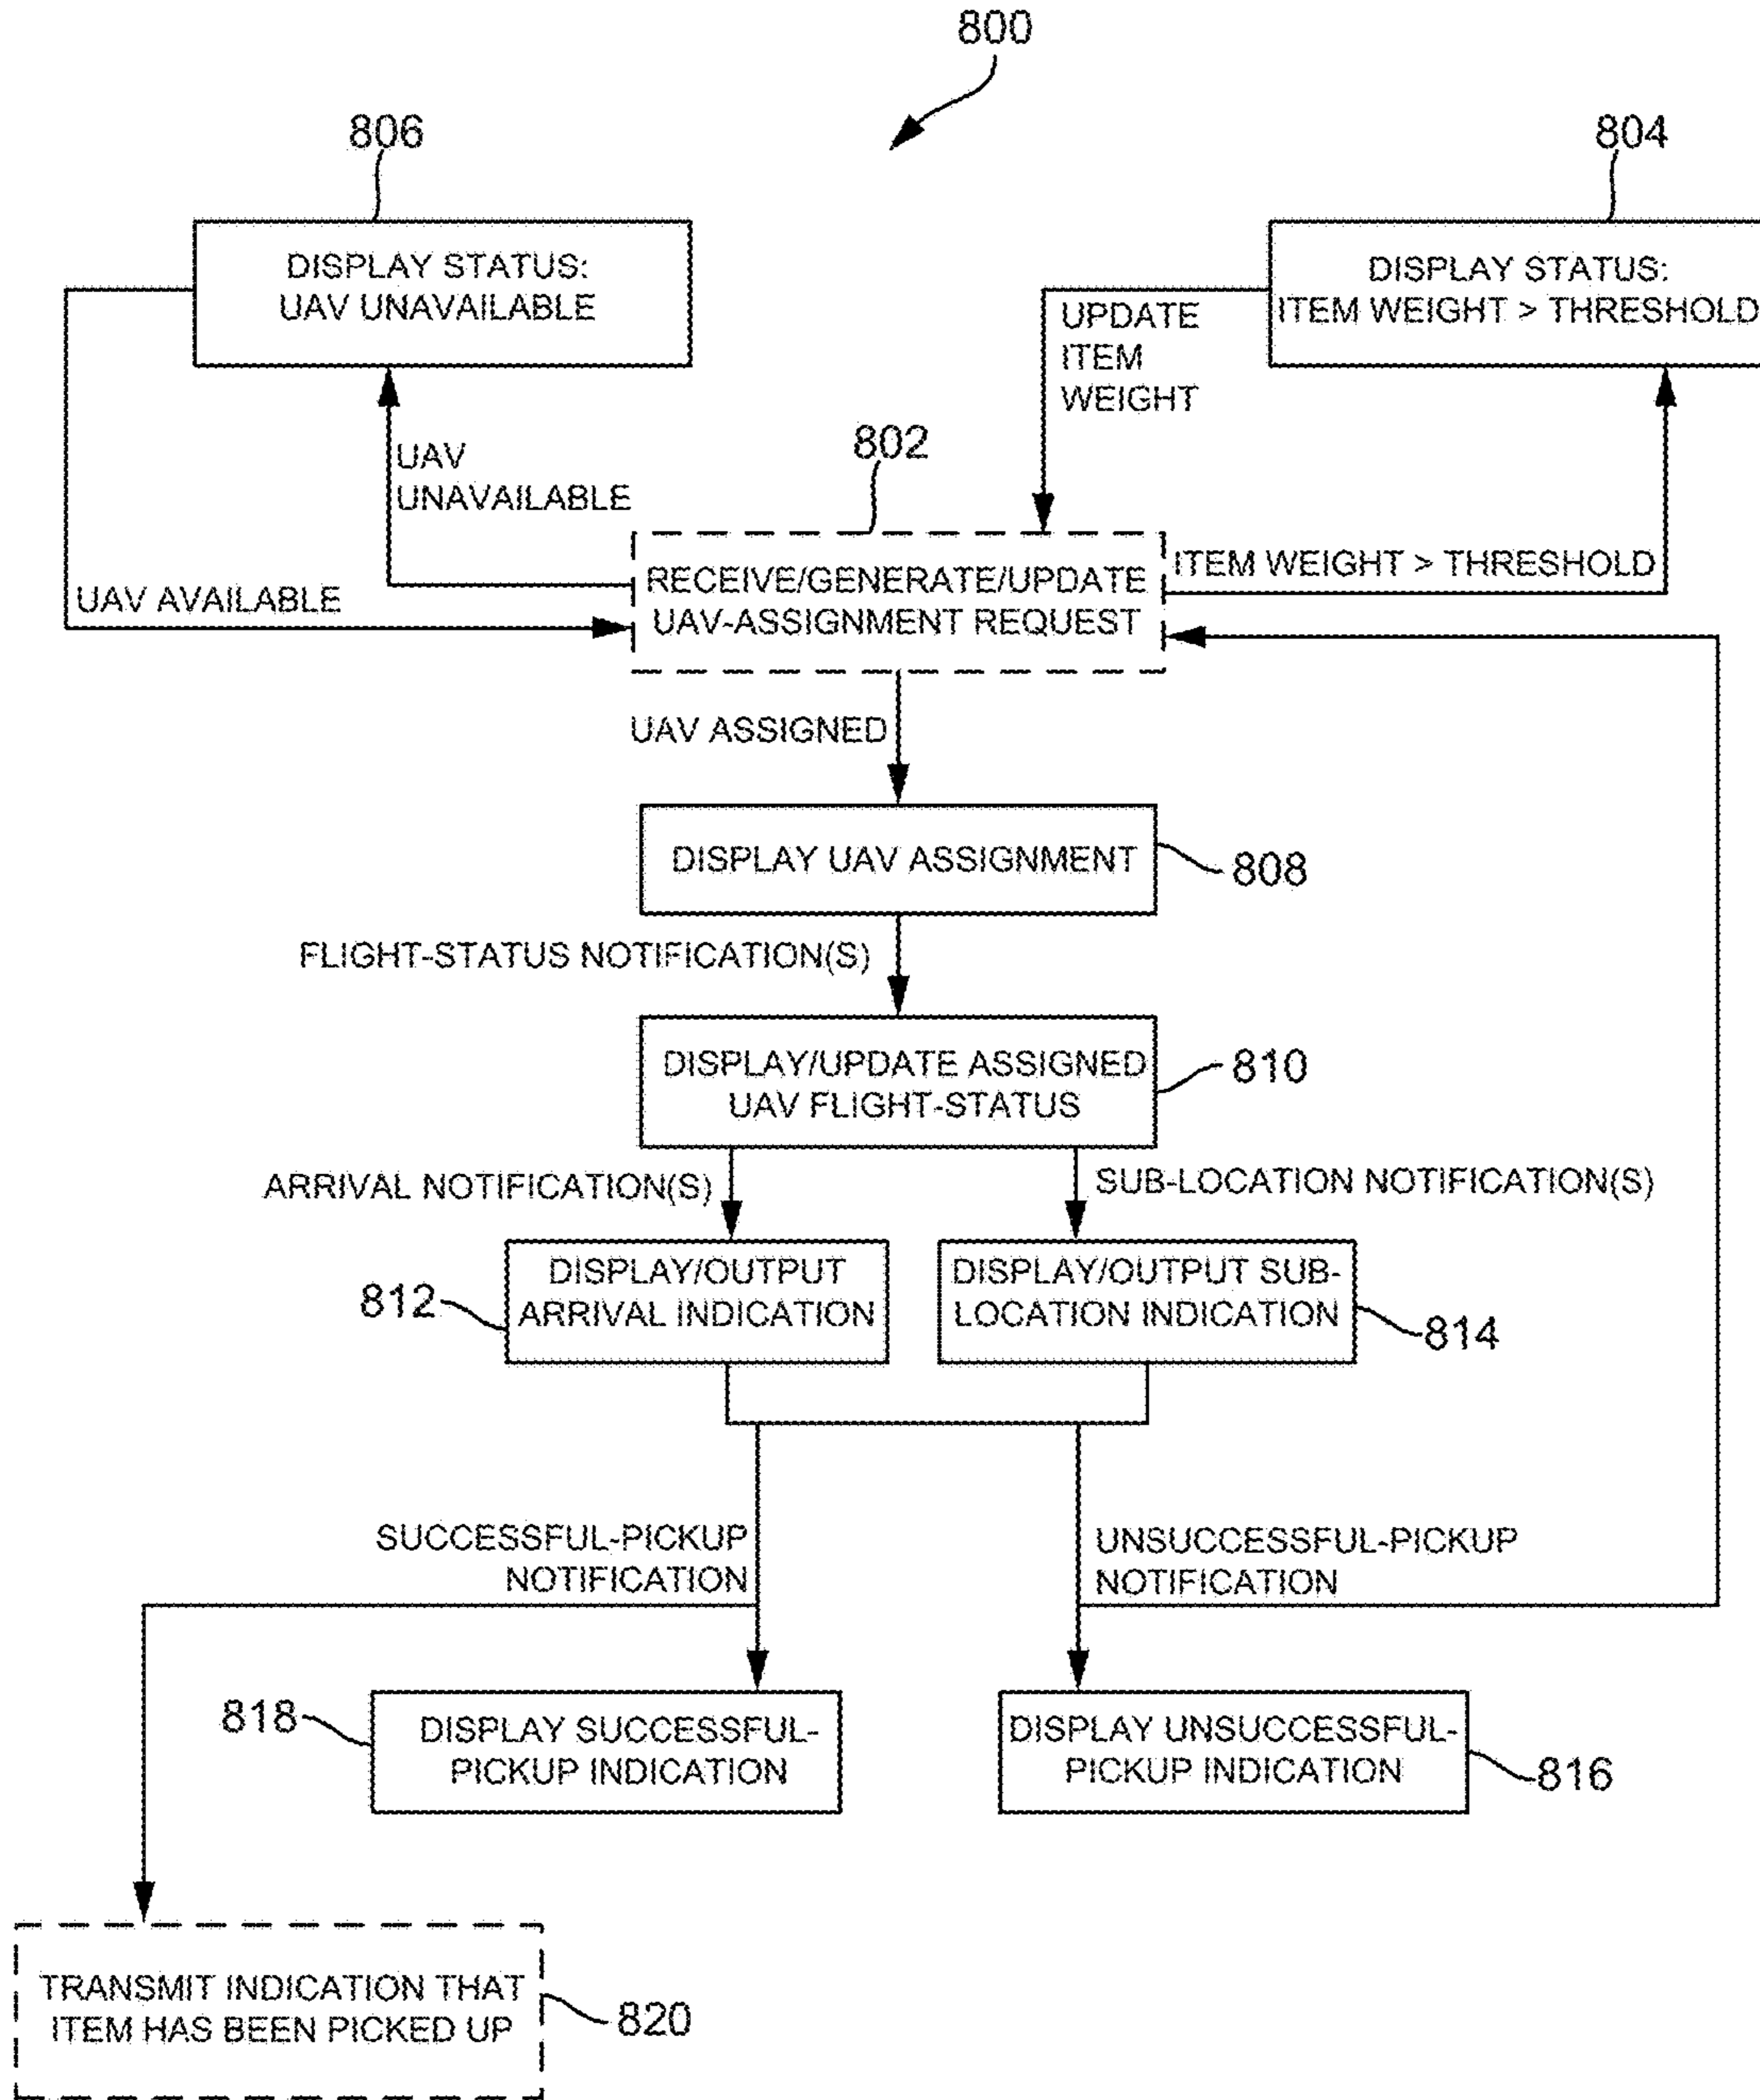 800
806
804
DISPLAY STATUS:
UAV UNAVAILABLE
DISPLAY STATUS:
ITEM WEIGHT > THRESHOLD
UPDATE
ITEM
WEIGHT
UAV
UNAVAILABLE
802
UAV AVAILABLE
RECEIVE/GENERATE/UPDATE
UAV-ASSIGNMENT REQUEST
ITEM WEIGHT > THRESHOLD
UAV ASSIGNED
DISPLAY UAV ASSIGNMENT
808
FLIGHT-STATUS NOTIFICATION(S)
DISPLAY/UPDATE ASSIGNED
UAV FLIGHT-STATUS
810
ARRIVAL NOTIFICATION(S)
SUB-LOCATION NOTIFICATION(S)
812
DISPLAY/OUTPUT
ARRIVAL INDICATION
DISPLAY/OUTPUT SUB-
LOCATION INDICATION
814
SUCCESSFUL-PICKUP
NOTIFICATION
UNSUCCESSFUL-PICKUP
NOTIFICATION
818
DISPLAY SUCCESSFUL-
PICKUP INDICATION
DISPLAY UNSUCCESSFUL-
PICKUP INDICATION
816
TRANSMIT INDICATION THAT
ITEM HAS BEEN PICKED UP
820